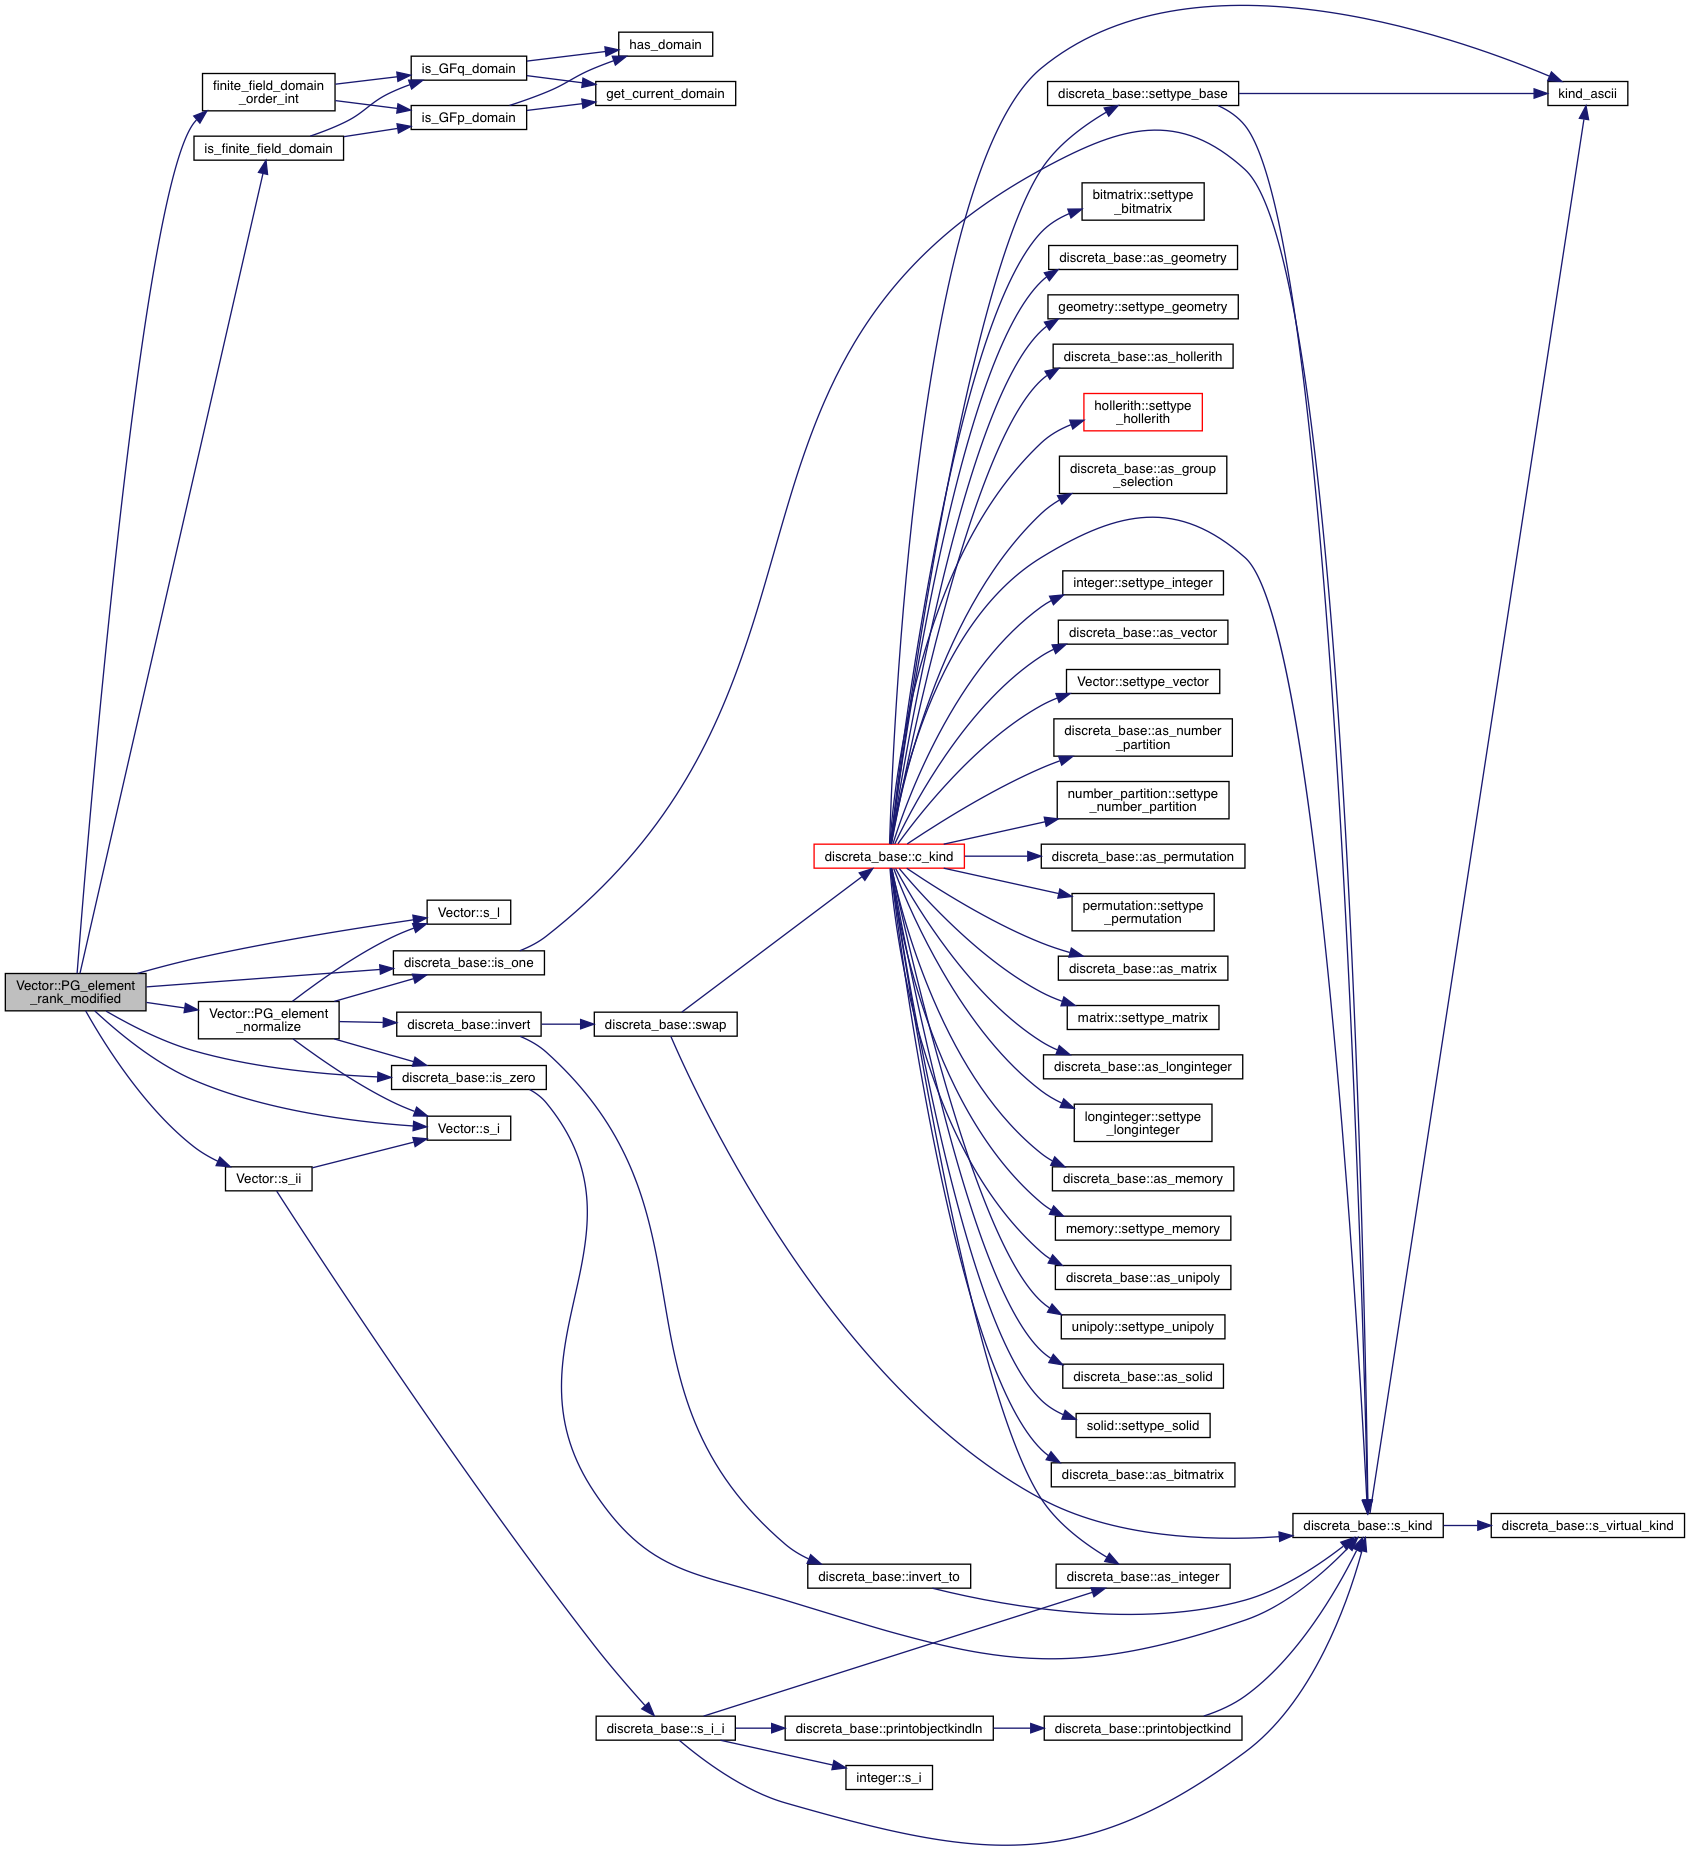 Vector::PG_element
_rank_modified
finite_field_domain
_order_int
is_finite_field_domain
is_GFq_domain
is_GFp_domain
has_domain
get_current_domain
Vector::s_l
discreta_base::is_one
Vector::PG_element
_normalize
discreta_base::invert
discreta_base::is_zero
Vector::s_i
Vector::s_ii
discreta_base::swap
discreta_base::c_kind
discreta_base::settype_base
kind_ascii
bitmatrix::settype
_bitmatrix
discreta_base::as_geometry
geometry::settype_geometry
discreta_base::as_hollerith
hollerith::settype
_hollerith
discreta_base::as_group
_selection
integer::settype_integer
discreta_base::as_vector
Vector::settype_vector
discreta_base::as_number
_partition
number_partition::settype
_number_partition
discreta_base::as_permutation
permutation::settype
_permutation
discreta_base::as_matrix
matrix::settype_matrix
discreta_base::as_longinteger
longinteger::settype
_longinteger
discreta_base::as_memory
memory::settype_memory
discreta_base::as_unipoly
unipoly::settype_unipoly
discreta_base::as_solid
solid::settype_solid
discreta_base::as_bitmatrix
discreta_base::s_kind
discreta_base::s_virtual_kind
discreta_base::invert_to
discreta_base::as_integer
discreta_base::s_i_i
discreta_base::printobjectkindln
discreta_base::printobjectkind
integer::s_i